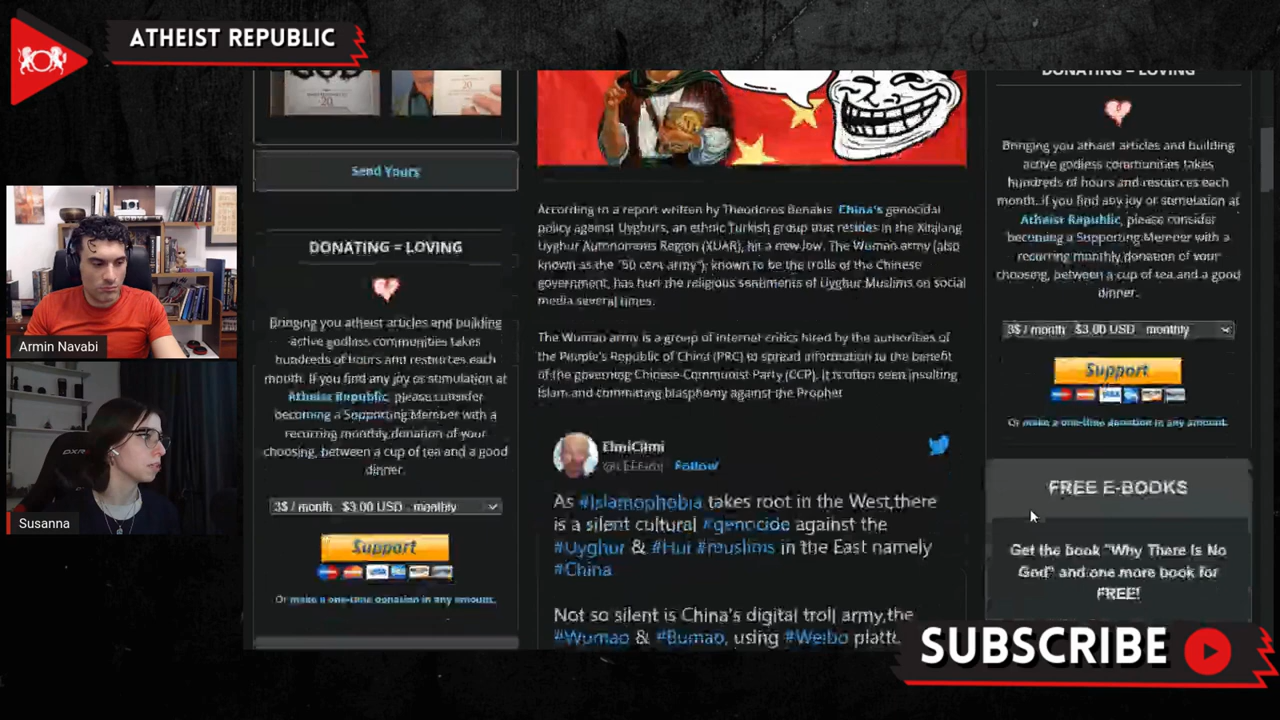 ATHEIST REPUBLIC
Send Yours
DONATING = LOVING
Bringing you atheist articles and building
active godless communities takes
hundreds of hours and resources each
month. If you find any joy or stimulation at
Atheist Republic, please consider
becoming a Supporting Member with a
recurring monthly donation of your
choosing, between a cup of tea and a good
dinner.
3$ / month $3.00 USD monthly
Support
Or make a one-time donation in any amount.
According to a report written by Theodoros Benakis China's genocidal
policy against Uyghurs, an ethnic Turkish group that resides in the Xinjiang
Uyghur Autonomous Region (XUAR), hit a new low. The Wuman army (also
known as the "50 cent army"), known to be the trolls of the Chinese
government, has hurt the religious sentiments of Uyghur Muslims on social
media several times.
The Wuman army is a group of internet critics hired by the authorities of
the People's Republic of China (PRC) to spread information to the benefit
of the governing Chinese Communist Party (CCP). It is often seen insulting
Islam and committing blasphemy against the Prophet
Follow
As #Islamophobia takes root in the West,there
is a silent cultural #genocide against the
#Uyghur & #Hui #muslims in the East namely
#China
Not so silent is China's digital troll army,the
#Wumao & #Bumao, using #Weibo
DONATING = LOVING
Bringing you atheist articles and building
active godless communities takes
hundreds of hours and resources each
month. If you find any joy or stimulation at
Atheist Republic, please consider
becoming a Supporting Member with a
recurring monthly donation of your
choosing, between a cup of tea and a good
dinner.
3$ / month $3.00 USD monthly
Support
Or make a one-time donation in any amount.
FREE E-BOOKS
Get the book "Why There Is No
God" and one more book for
FREE!
Armin Navabi
Susanna
SUBSCRIBE